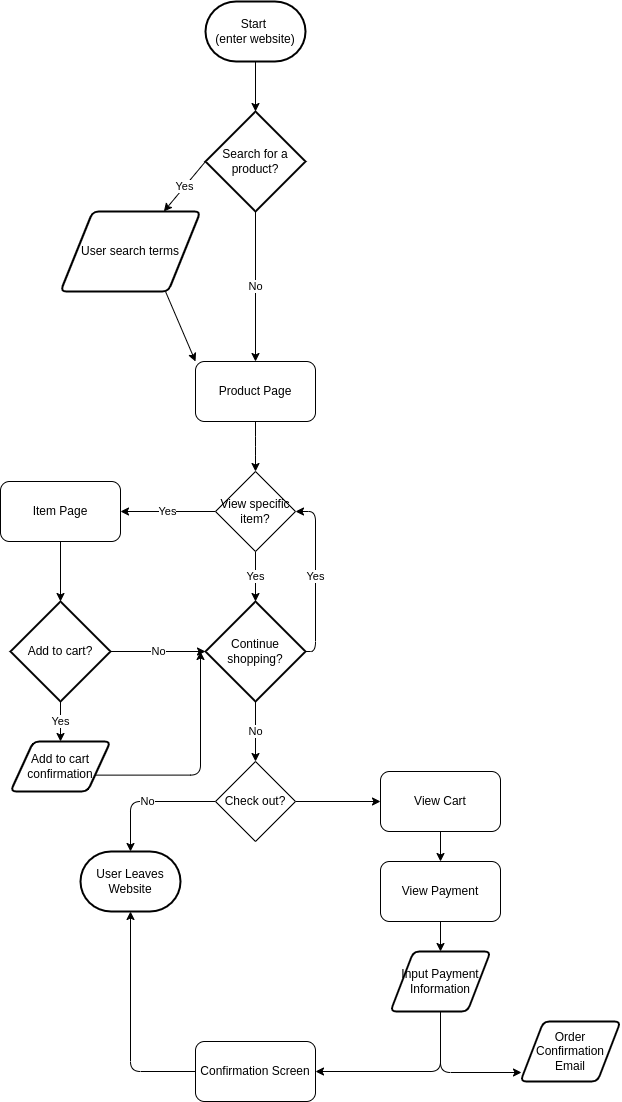 Start
(enter website)
Search for a
product?
Yes
User search terms
No
Product Page
View specific
item?
Yes
Item Page
Yes
Yes
Add to cart?
No
Continue
shopping?
Yes
No
Add to cart
confirmation
Check out?
No
View Cart
User Leaves
Website
View Payment
Input Payment
Information
Order
Confirmation
Email
Confirmation Screen